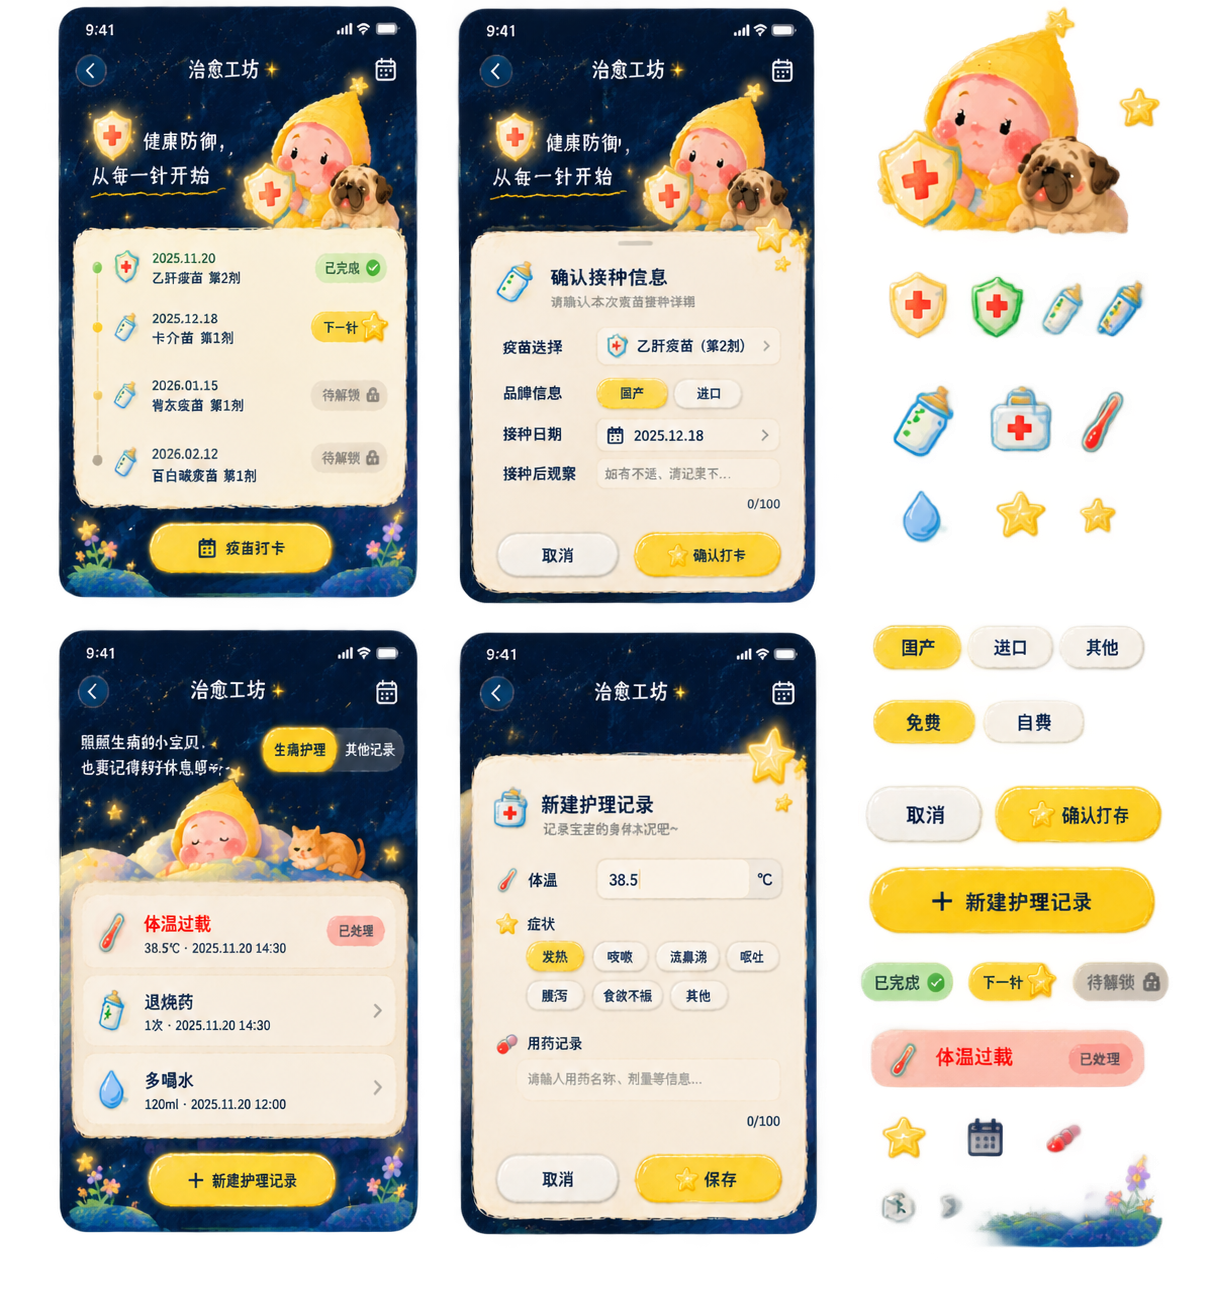 9:41
治愈工坊
健康防御，
从每一针开始
2025.11.20
乙肝疫苗 第2剂
已完成
2025.12.18
卡介苗 第1剂
下一针
2026.01.15
第1剂
待解锁
2026.02.12
百白 疫苗 第1剂
待解锁
疫苗打卡
9:41
治愈工坊
健康防御，
从每一针开始
确认接种信息
请确认本次疫苗接种详细
疫苗选择
乙肝疫苗（第2剂）
品牌信息
国产
进口
接种日期
2025.12.18
接种后观察
如有不适、请记录下...
0/100
取消
确认打卡
9:41
治愈工坊
照顾生病的小宝贝
也要记得好好休息哦
生病护理
其他记录
体温过载
38.5℃ · 2025.11.20 14:30
已处理
退烧药
1次 · 2025.11.20 14:30
多喝水
120ml · 2025.11.20 12:00
+ 新建护理记录
9:41
治愈工坊
新建护理记录
记录宝宝的身体 况吧~
体温
38.5
℃
症状
发热
咳嗽
流鼻涕
呕吐
腹泻
食欲不振
其他
用药记录
请输入用药名称、剂量等信息...
0/100
取消
保存
国产
进口
其他
免费
自费
取消
确认打存
+ 新建护理记录
已完成
下一针
待解锁
体温过载
已处理